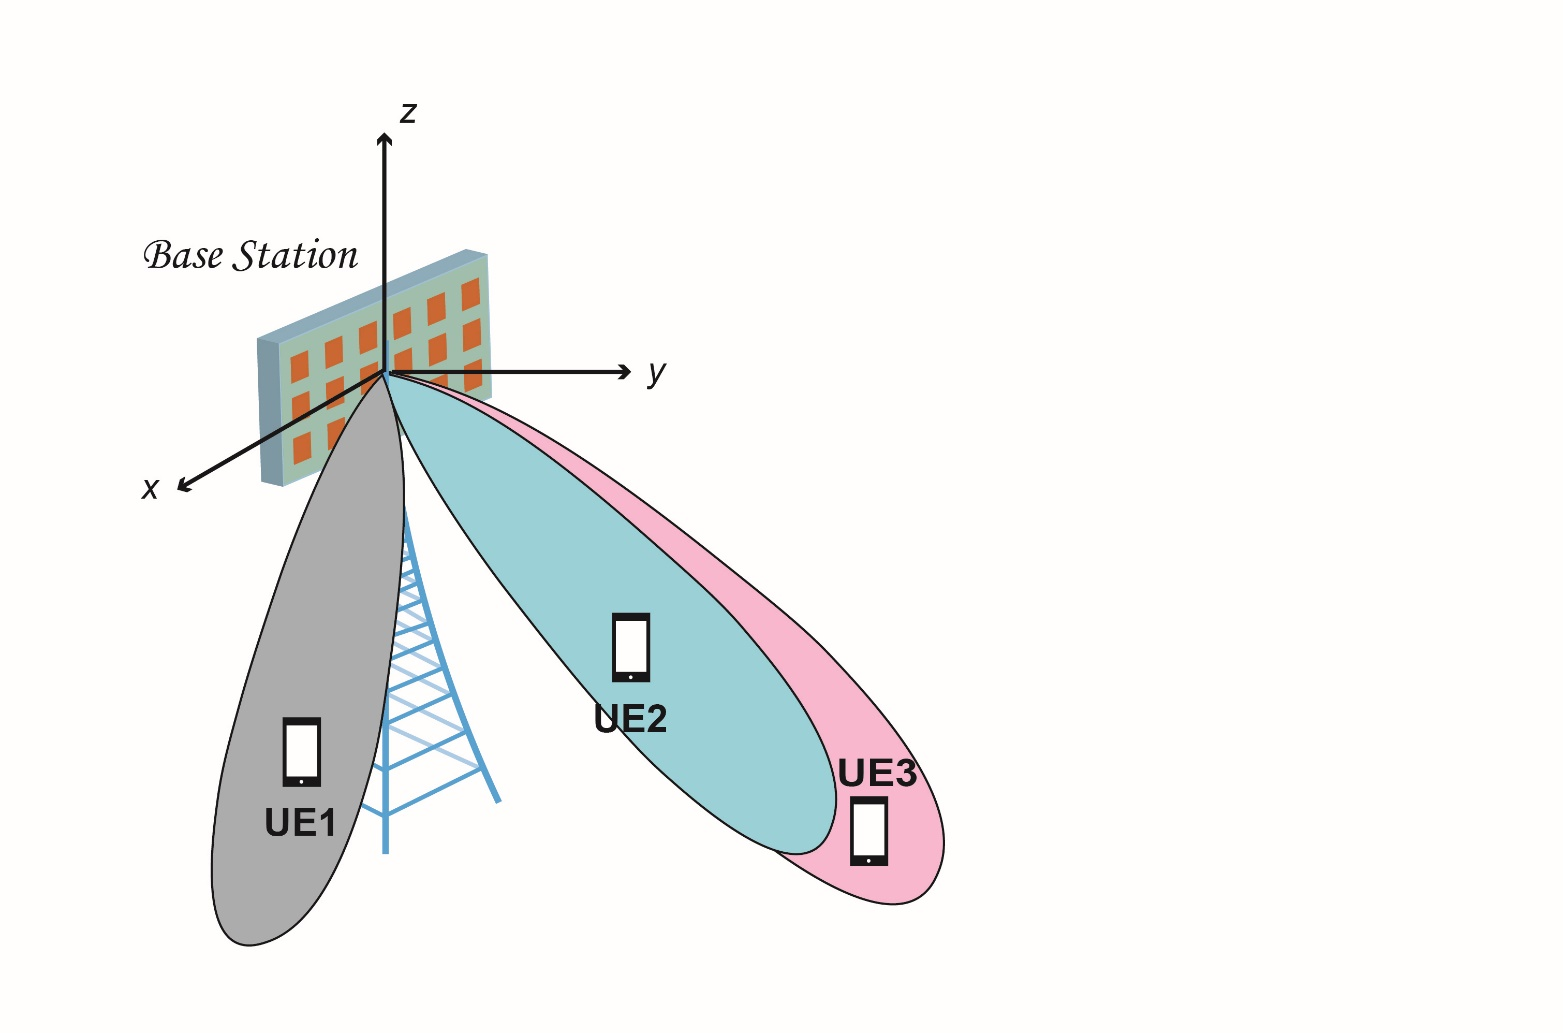 z
Base Station
y
x
UE2
UE3
UE1